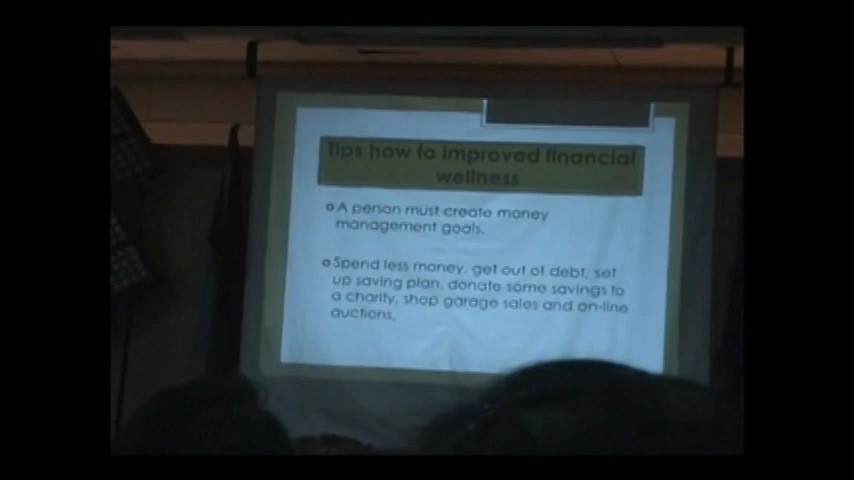 Tips how to improved financial
wellness
A person must create money
management goals.
Spend less money, get out of debt, set
up saving plan, donate some savings to
a charity, shop garage sales and on-line
auctions.